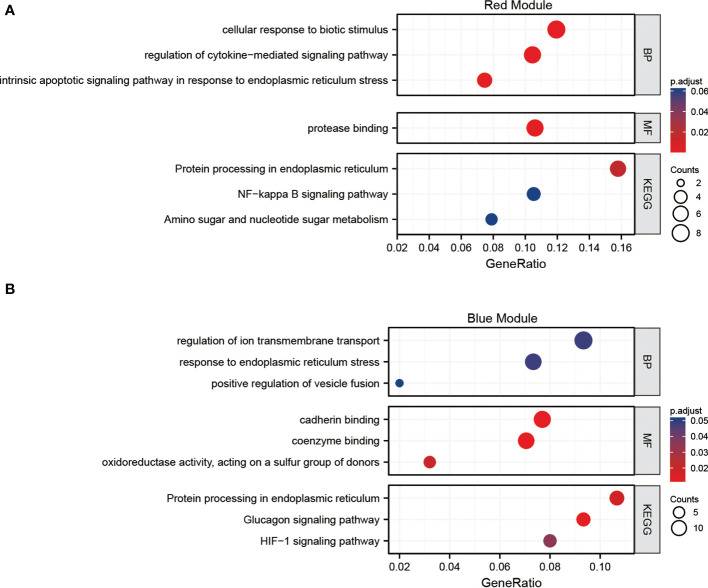 A
Red Module
cellular response to biotic stimulus
regulation of cytokine−mediated signaling pathway
intrinsic apoptotic signaling pathway in response to endoplasmic reticulum stress
BP
protease binding
MF
Protein processing in endoplasmic reticulum
NF−kappa B signaling pathway
Amino sugar and nucleotide sugar metabolism
KEGG
0.02 0.04 0.06 0.08 0.10 0.12 0.14 0.16
GeneRatio
p.adjust
0.06
0.04
0.02
Counts
2
4
6
8
B
Blue Module
regulation of ion transmembrane transport
response to endoplasmic reticulum stress
positive regulation of vesicle fusion
BP
cadherin binding
coenzyme binding
oxidoreductase activity, acting on a sulfur group of donors
MF
Protein processing in endoplasmic reticulum
Glucagon signaling pathway
HIF−1 signaling pathway
KEGG
0.02 0.04 0.06 0.08 0.10
GeneRatio
p.adjust
0.05
0.04
0.03
0.02
Counts
5
10